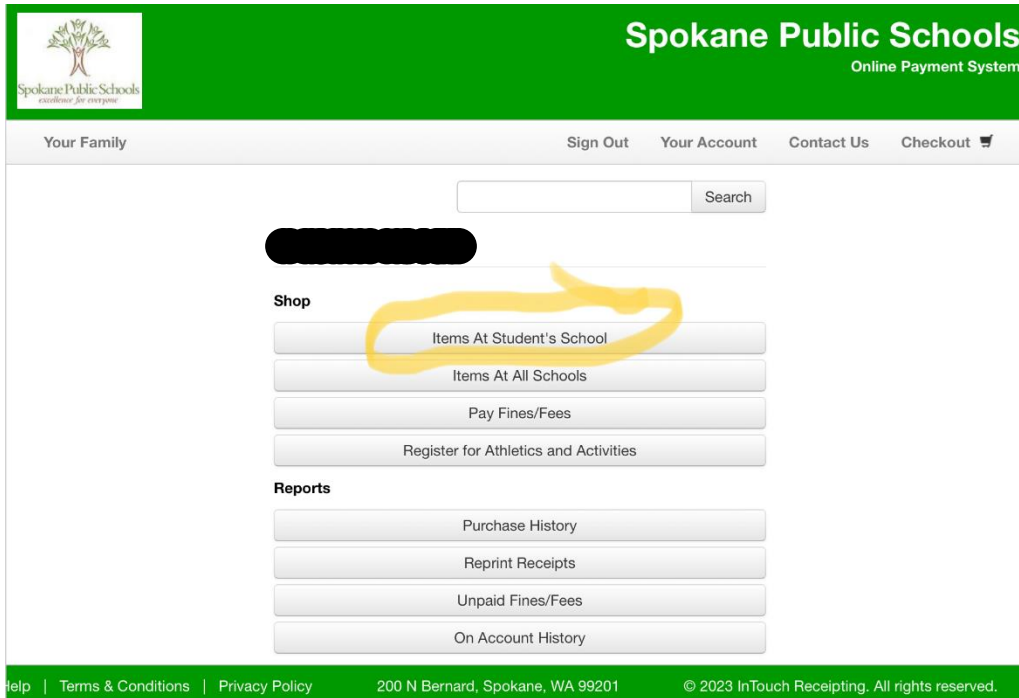 Spokane Public Schools
Online Payment System
Spokane Public Schools
excellence for everyone
Your Family Sign Out Your Account Contact Us Checkout
Search
Shop
Items At Student's School
Items At All Schools
Pay Fines/Fees
Register for Athletics and Activities
Reports
Purchase History
Reprint Receipts
Unpaid Fines/Fees
On Account History
Help | Terms & Conditions | Privacy Policy 200 N Bernard, Spokane, WA 99201 © 2023 InTouch Receipting. All rights reserved.